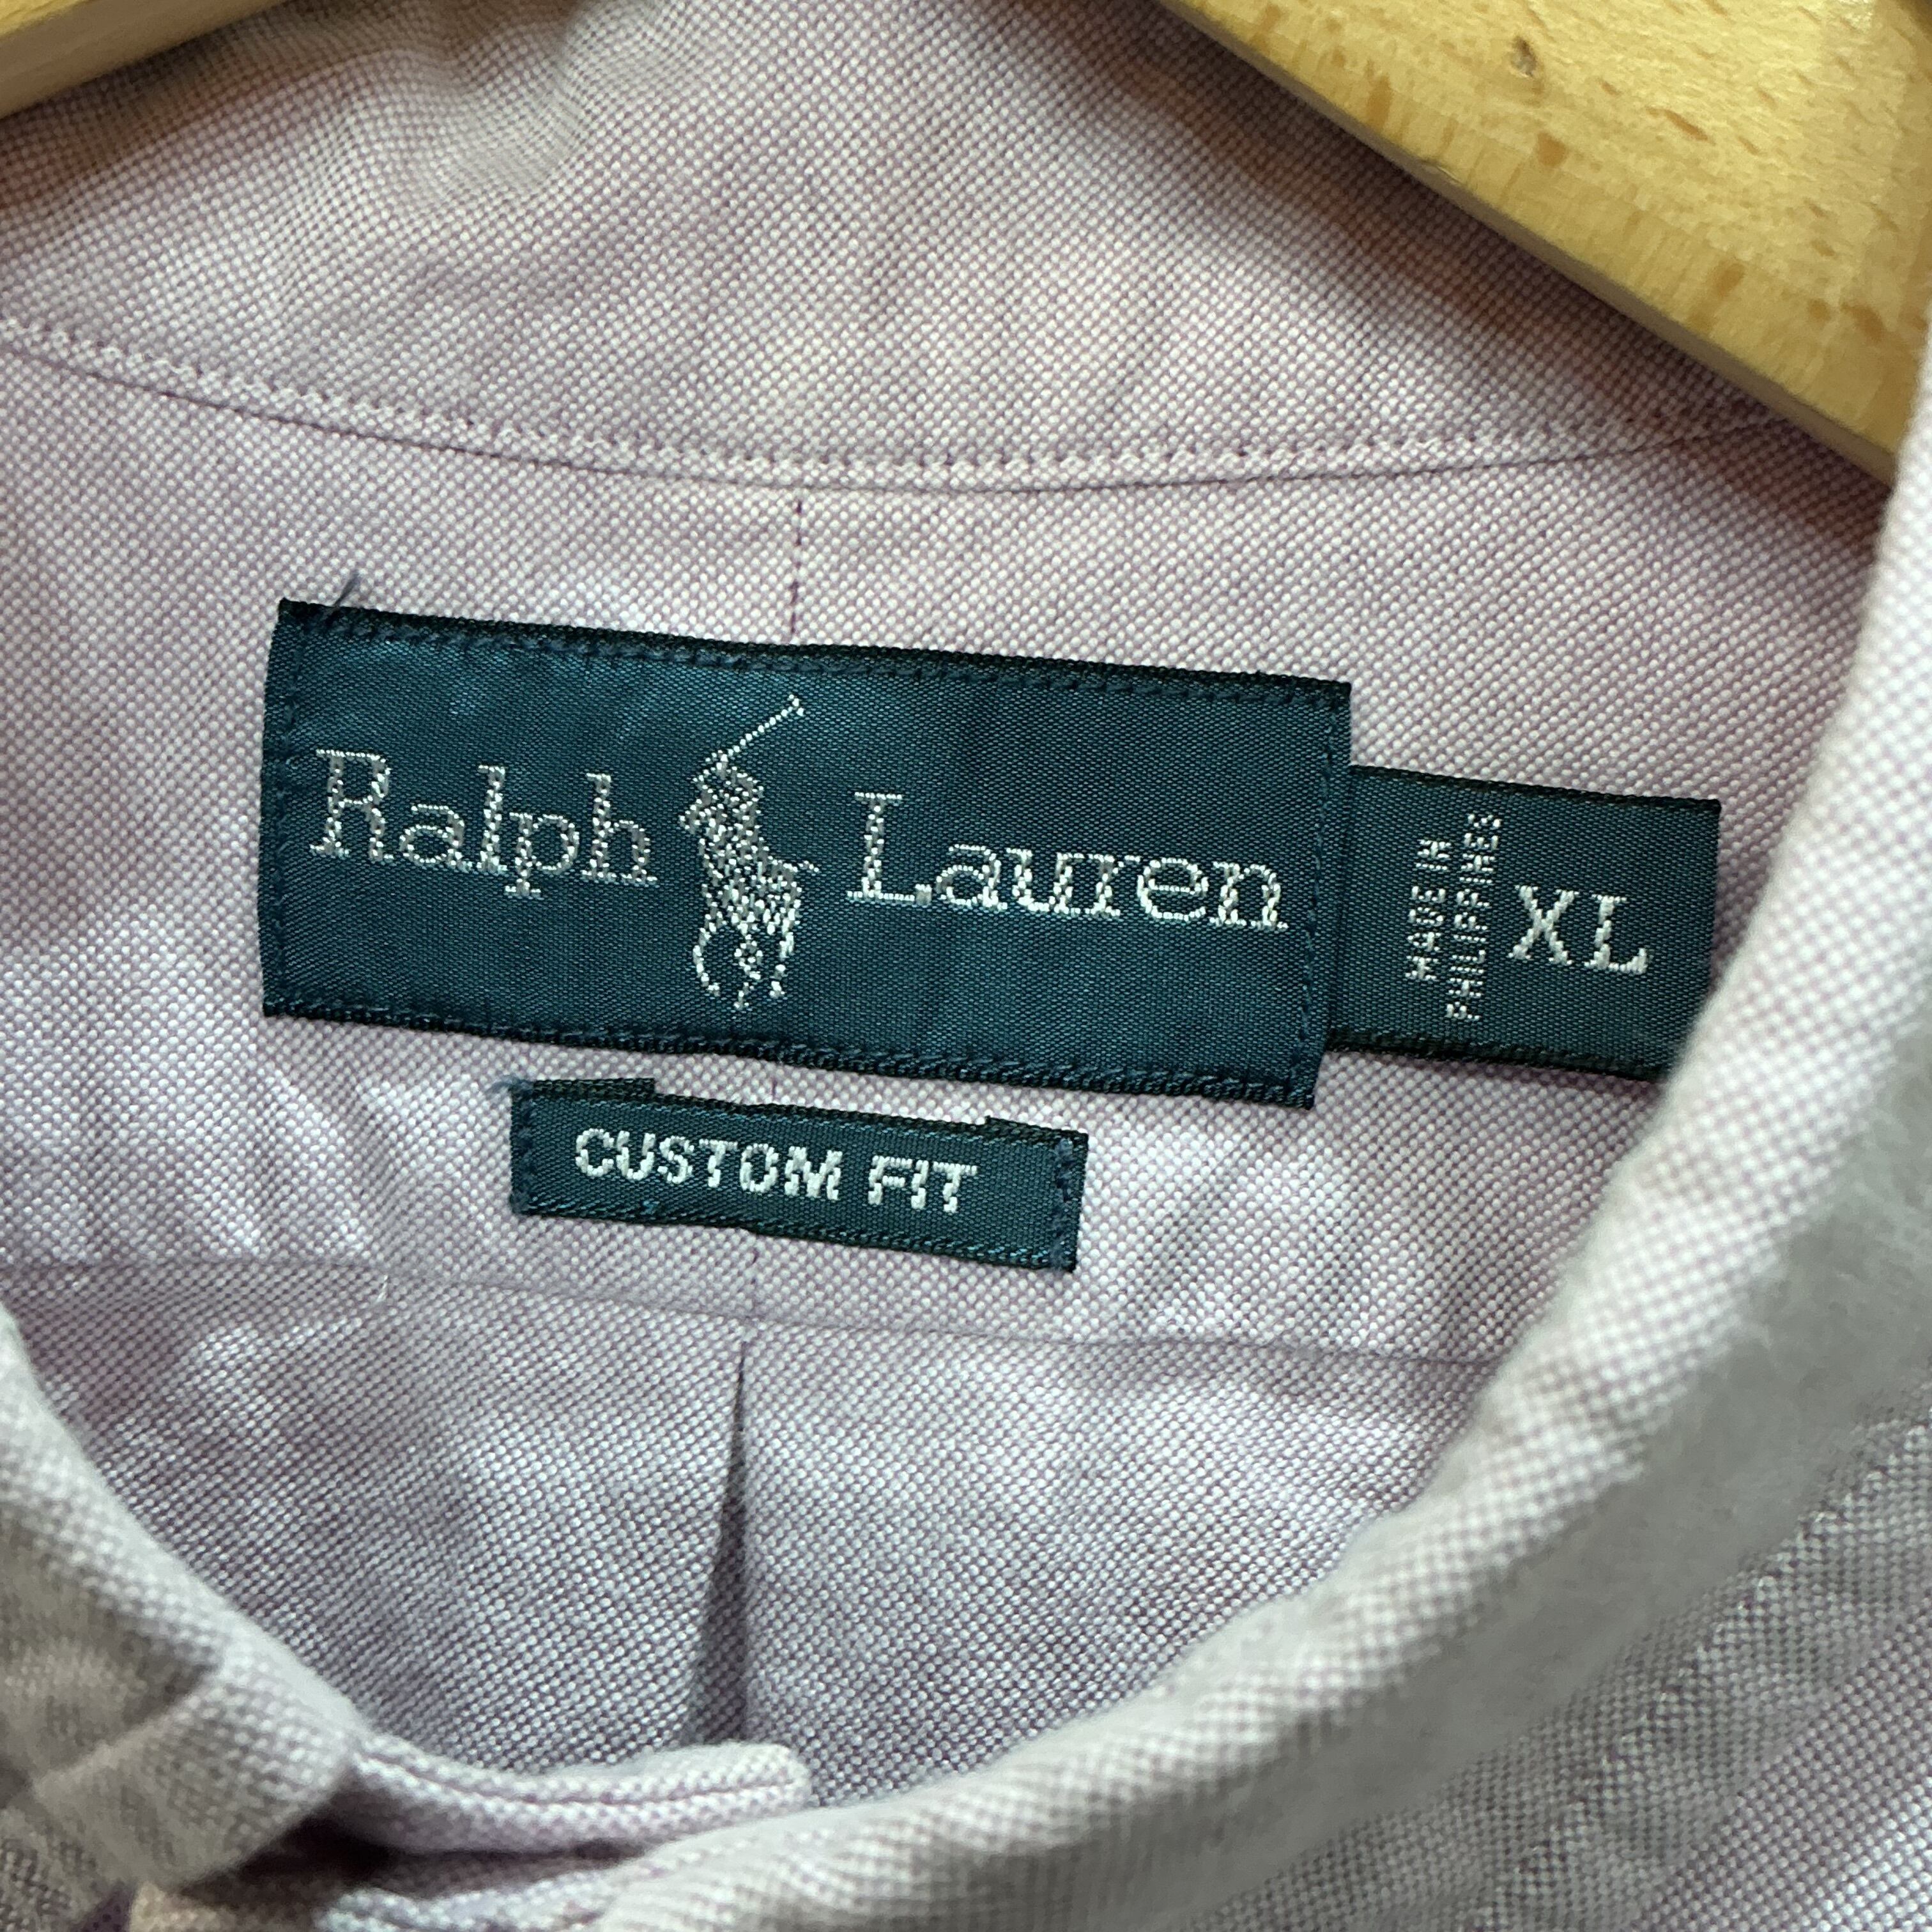 Ralph Lauren
MADE IN
PHILIPPINES
XL
CUSTOM FIT